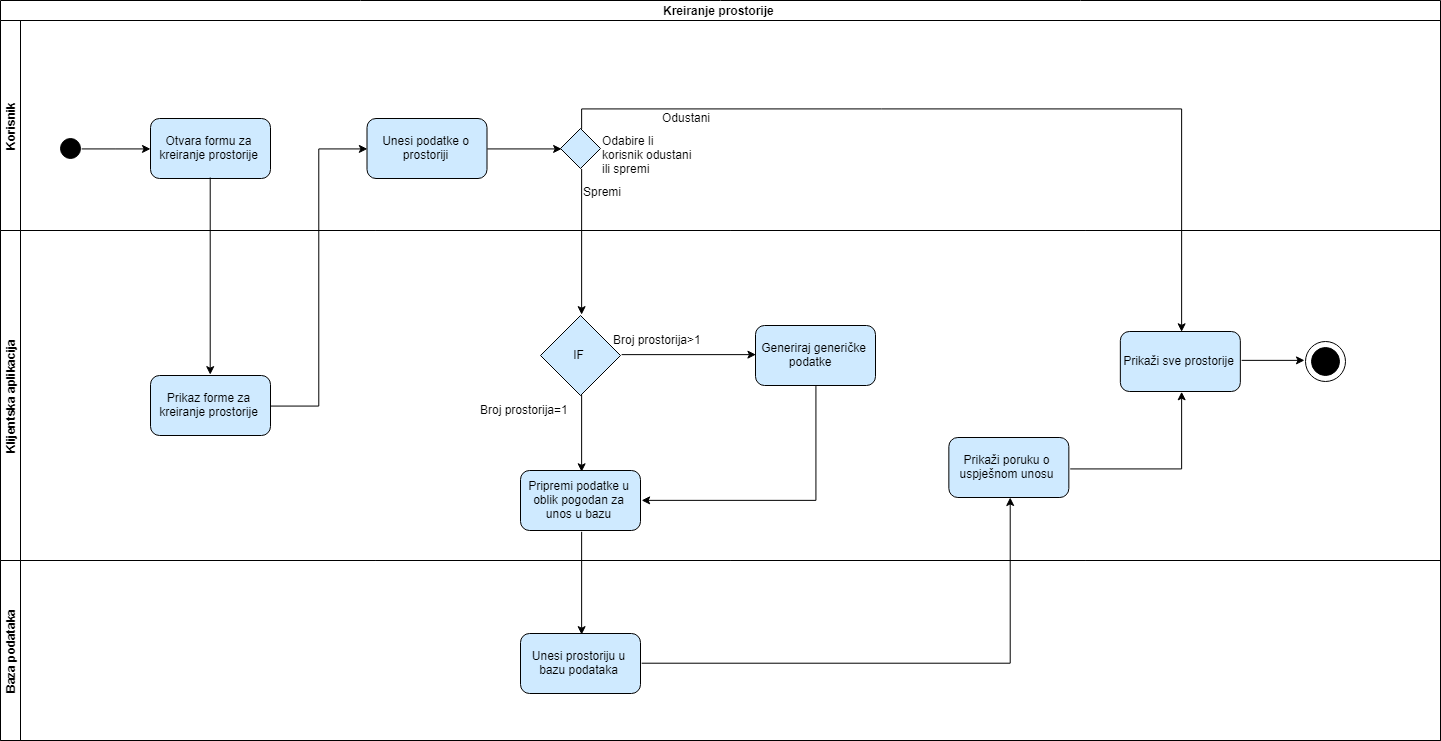 Kreiranje prostorije
Korisnik
Otvara formu za
kreiranje prostorije
Unesi podatke o
prostoriji
Odabire li
korisnik odustani
ili spremi
Odustani
Spremi
Klijentska aplikacija
Prikaz forme za
kreiranje prostorije
IF
Broj prostorija>1
Generiraj generičke
podatke
Broj prostorija=1
Pripremi podatke u
oblik pogodan za
unos u bazu
Prikaži poruku o
uspješnom unosu
Prikaži sve prostorije
Baza podataka
Unesi prostoriju u
bazu podataka